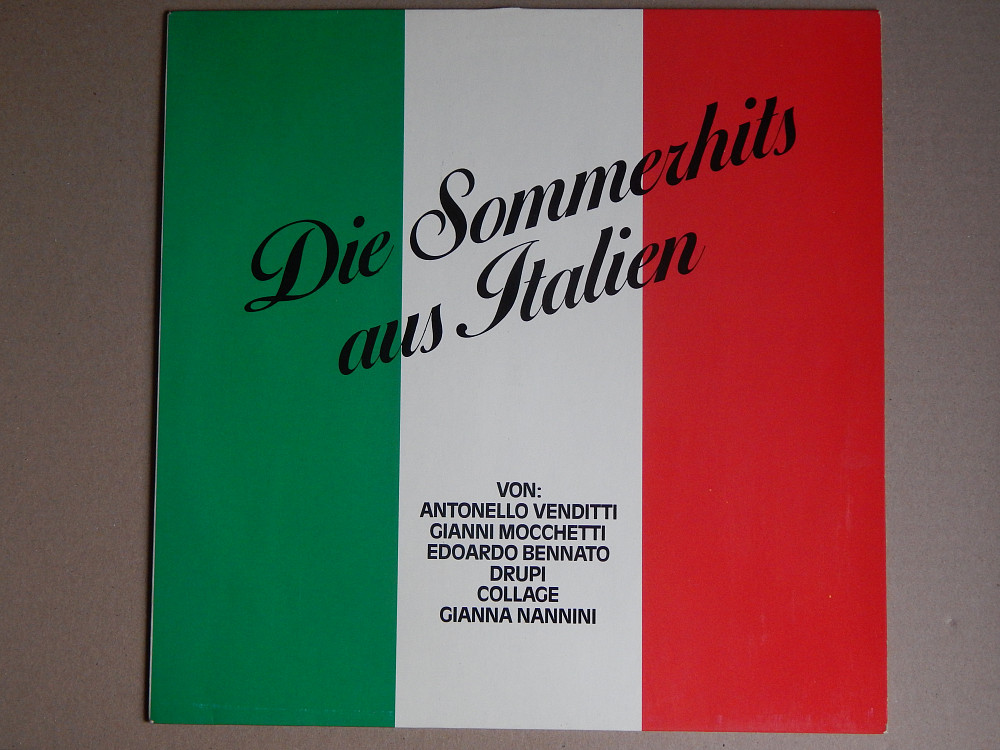 Die Sommerhits
aus Italien
VON:
ANTONELLO VENDITTI
GIANNI MOCCHETTI
EDOARDO BENNATO
DRUPI
COLLAGE
GIANNA NANNINI